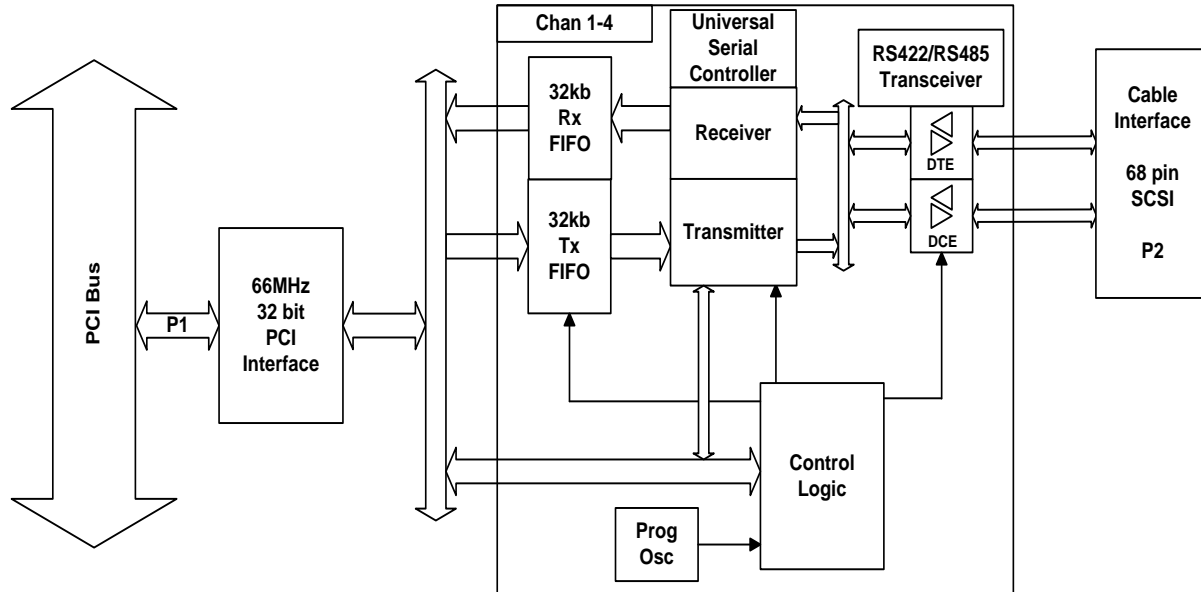 Chan 1-4
Universal
Serial
Controller
RS422/RS485
Transceiver
32kb
Rx
FIFO
Receiver
DTE
Cable
Interface
68 pin
SCSI
P2
32kb
Tx
FIFO
Transmitter
DCE
PCI Bus
P1
66MHz
32 bit
PCI
Interface
Control
Logic
Prog
Osc